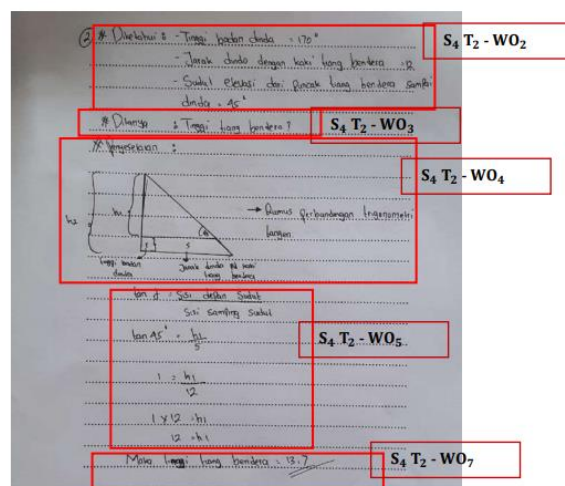 ② * Diketahui : - Tinggi badan dinda = 170°
S₄ T₂ - WO₂
- Jarak dinda dengan kaki tiang bendera = 12
- Sudut elevasi dari Puncak tiang bendera sampai
dinda = 45°
* Ditanya : Tinggi tiang bendera?
S₄ T₂ - WO₃
* Penyelesaian :
S₄ T₂ - WO₄
h₂
h₁
→ Rumus perbandingan trigonometri
tangen
s
tinggi badan
dinda
Jarak dinda kaki
tiang bendera
tan d = Sisi depan Sudut
Sisi samping sudut
tan 45° = h1
5
S₄ T₂ - WO₅
1 = h1
12
1 x 12 = h1
12 = h1
S₄ T₂ - WO₇
Maka tinggi tiang bendera = 13.7